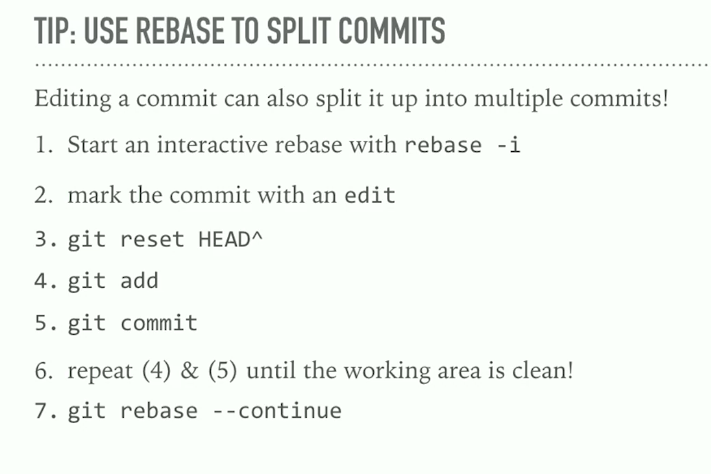 TIP: USE REBASE TO SPLIT COMMITS
Editing a commit can also split it up into multiple commits!
1. Start an interactive rebase with rebase -i
2. mark the commit with an edit
3. git reset HEAD^
4. git add
5. git commit
6. repeat (4) & (5) until the working area is clean!
7. git rebase --continue